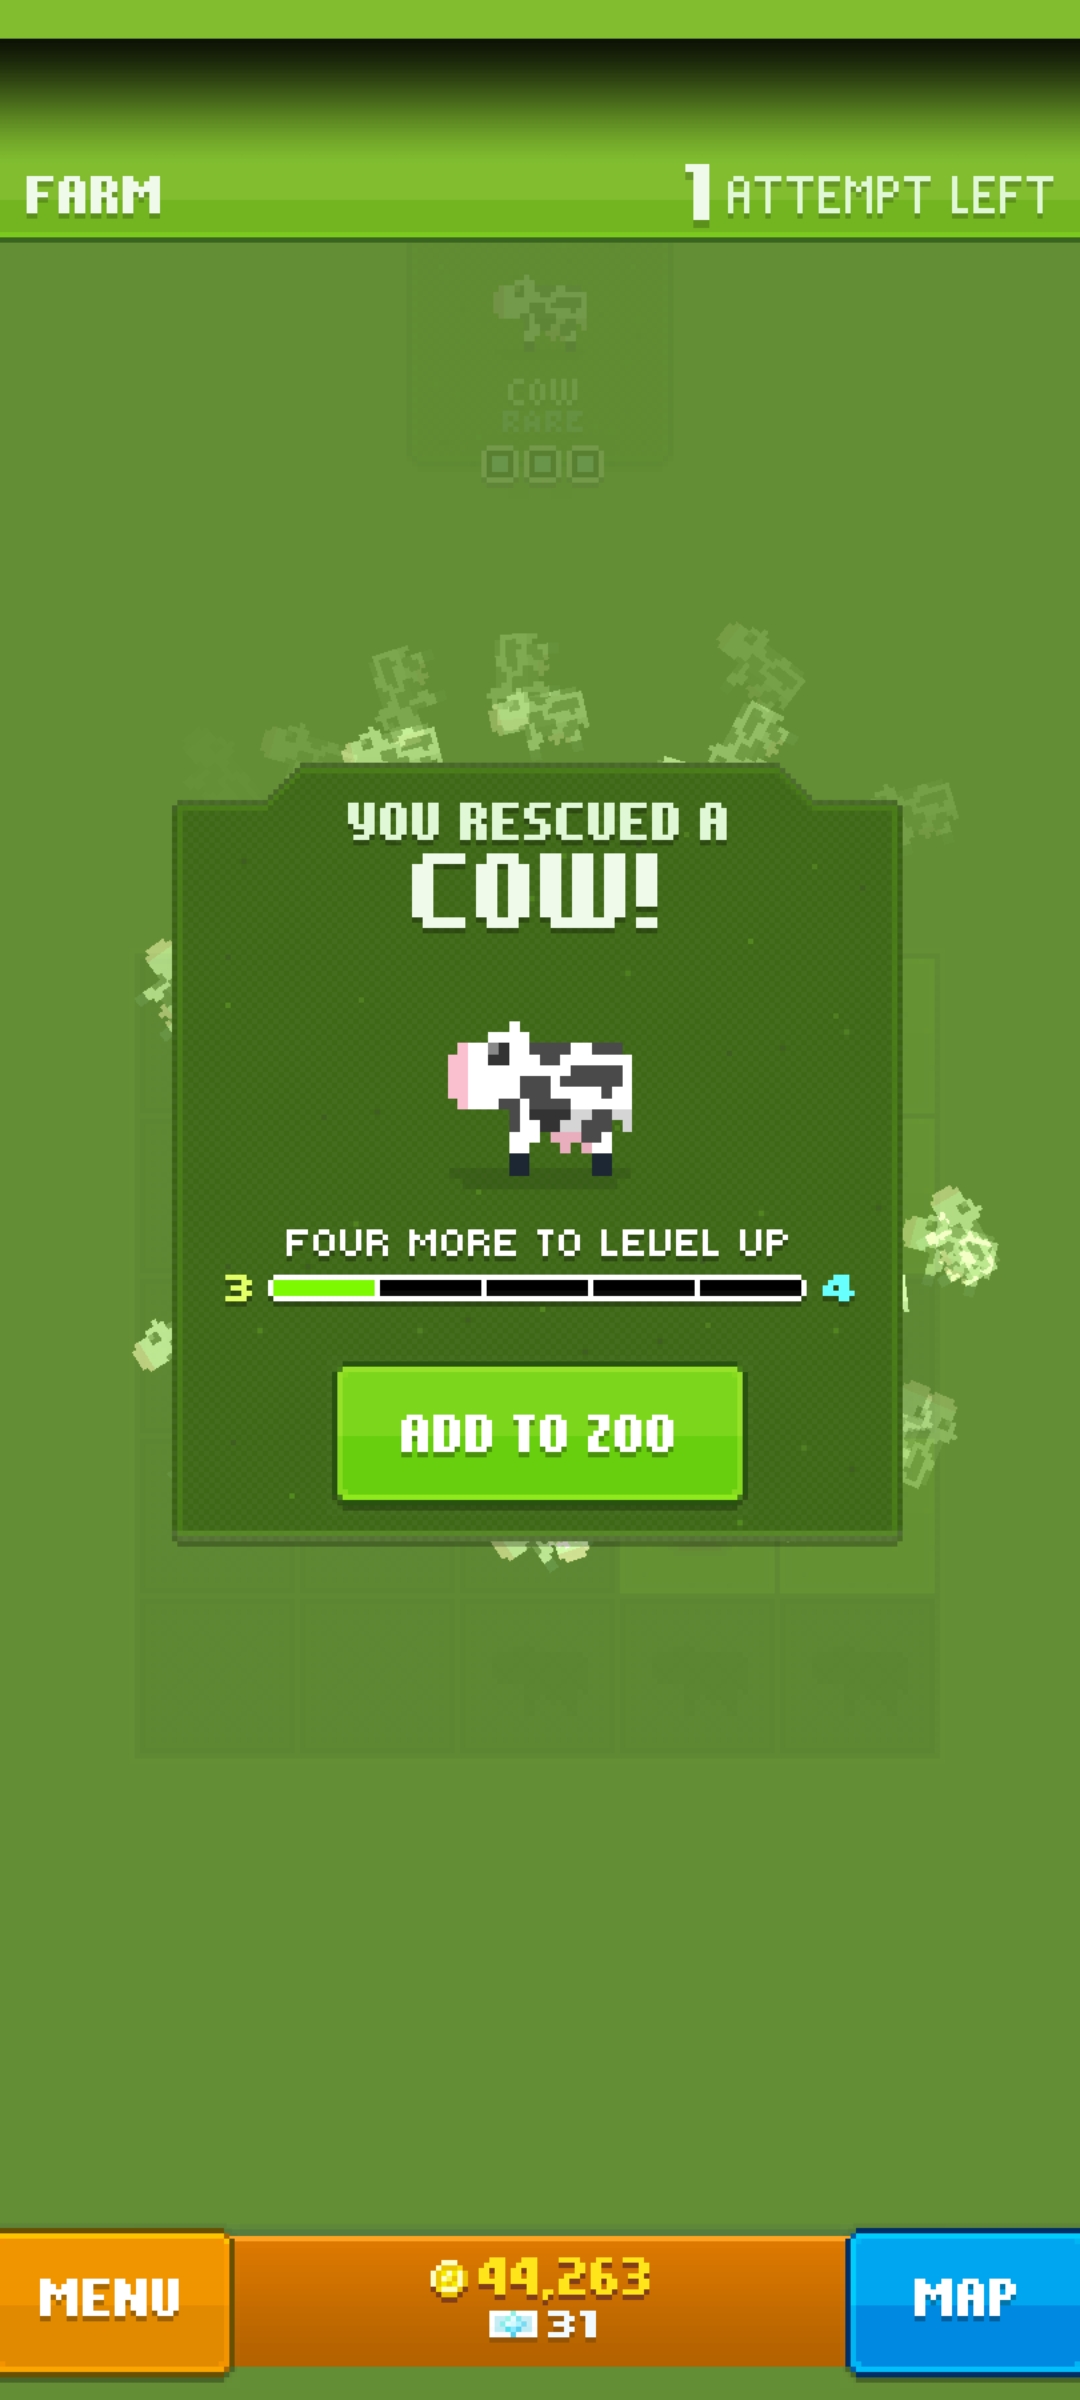 FARM
1 ATTEMPT LEFT
COW
RARE
YOU RESCUED A
COW!
FOUR MORE TO LEVEL UP
3 4
ADD TO ZOO
MENU
44,263
31
MAP